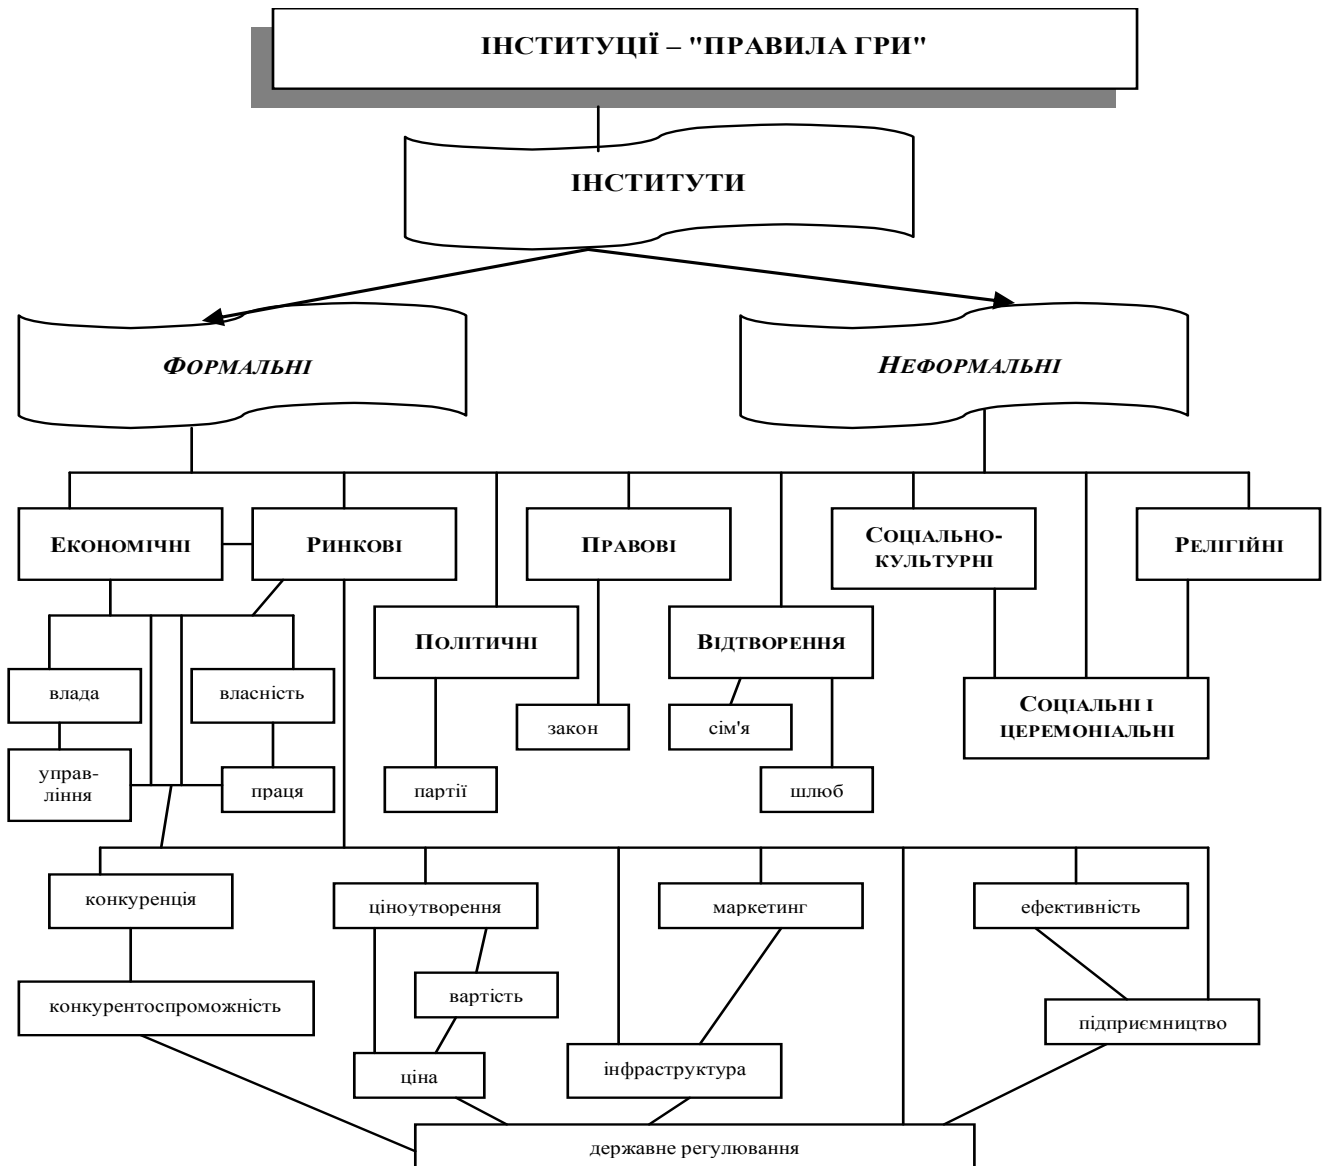 ІНСТИТУЦІЇ – "ПРАВИЛА ГРИ"
ІНСТИТУТИ
ФОРМАЛЬНІ
НЕФОРМАЛЬНІ
ЕКОНОМІЧНІ
РИНКОВІ
ПРАВОВІ
СОЦІАЛЬНО-
КУЛЬТУРНІ
РЕЛІГІЙНІ
ПОЛІТИЧНІ
ВІДТВОРЕННЯ
влада
власність
закон
сім'я
СОЦІАЛЬНІ І
ЦЕРЕМОНІАЛЬНІ
управ-
ління
праця
партії
шлюб
конкуренція
ціноутворення
маркетинг
ефективність
конкурентоспроможність
вартість
підприємництво
ціна
інфраструктура
державне регулювання